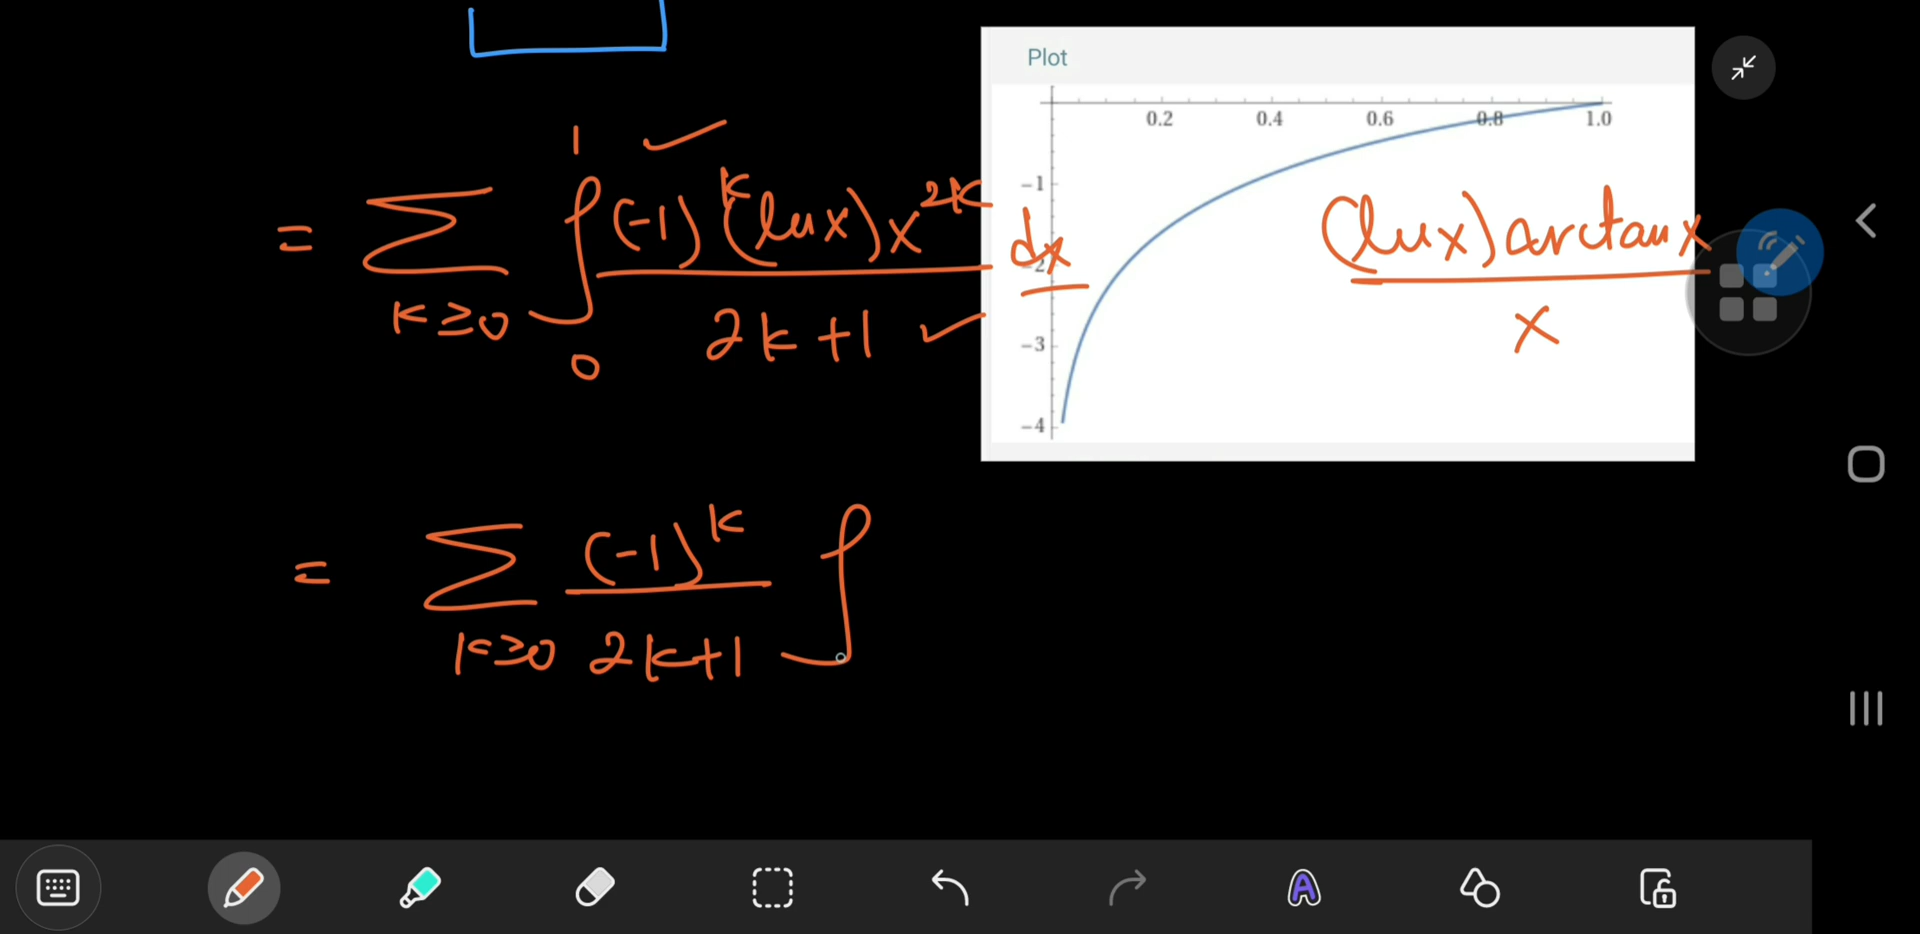 Plot
0.2 0.4 0.6 0.8 1.0
-1
-2
-3
-4
= ∑_{k≥0} ∫_0^1 (-1)^k (ln x) x^{2k} / 2k+1 dx
(ln x) arctan x / x
= ∑_{k≥0} (-1)^k / 2k+1 ∫
A